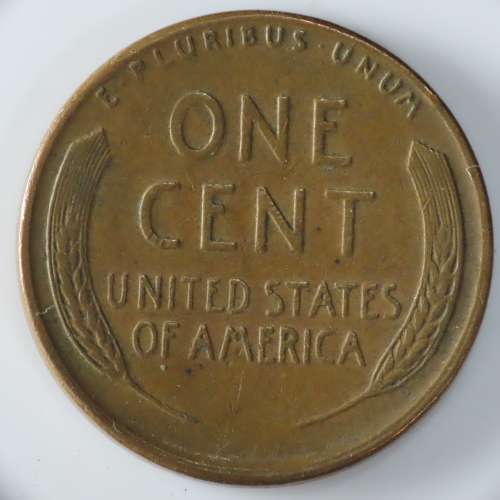 E·PLURIBUS·UNUM
ONE
CENT
UNITED STATES
OF AMERICA